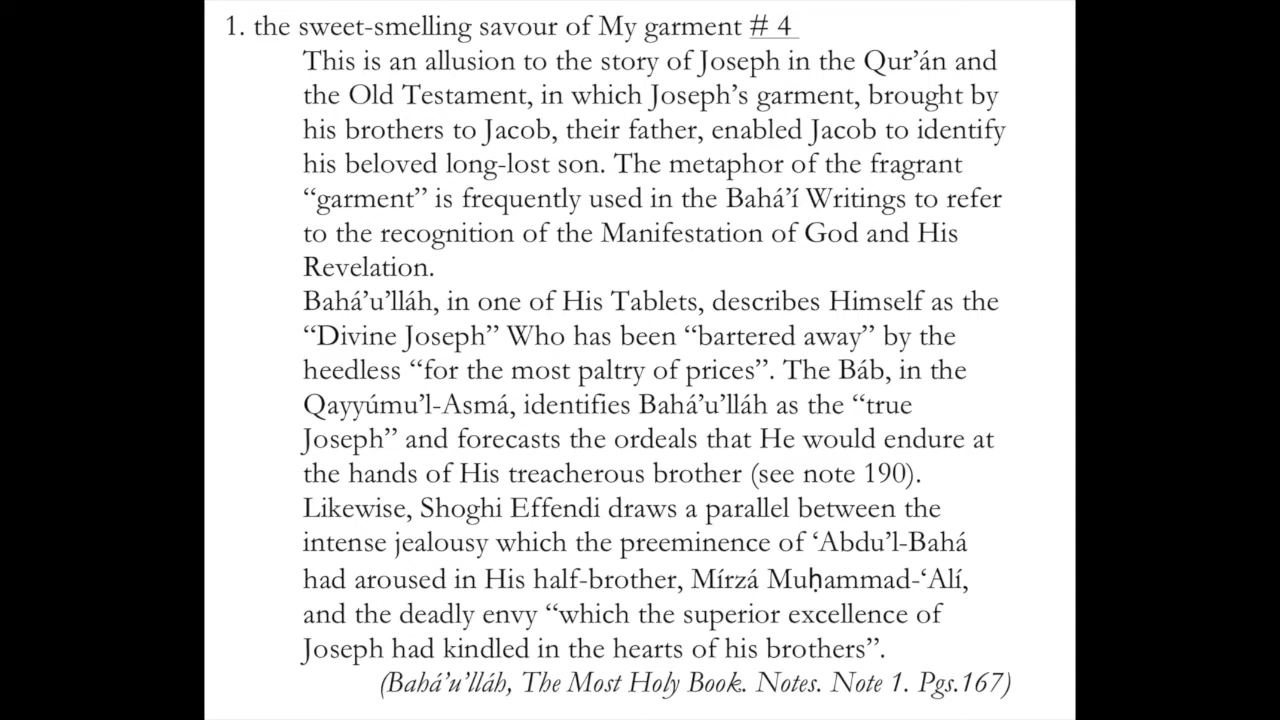 1. the sweet-smelling savour of My garment # 4
This is an allusion to the story of Joseph in the Qur’án and
the Old Testament, in which Joseph’s garment, brought by
his brothers to Jacob, their father, enabled Jacob to identify
his beloved long-lost son. The metaphor of the fragrant
“garment” is frequently used in the Bahá’í Writings to refer
to the recognition of the Manifestation of God and His
Revelation.
Bahá’u’lláh, in one of His Tablets, describes Himself as the
“Divine Joseph” Who has been “bartered away” by the
heedless “for the most paltry of prices”. The Báb, in the
Qayyúmu’l-Asmá, identifies Bahá’u’lláh as the “true
Joseph” and forecasts the ordeals that He would endure at
the hands of His treacherous brother (see note 190).
Likewise, Shoghi Effendi draws a parallel between the
intense jealousy which the preeminence of ‘Abdu’l-Bahá
had aroused in His half-brother, Mírzá Muḥammad-‘Alí,
and the deadly envy “which the superior excellence of
Joseph had kindled in the hearts of his brothers”.
(Bahá’u’lláh, The Most Holy Book. Notes. Note 1. Pgs.167)